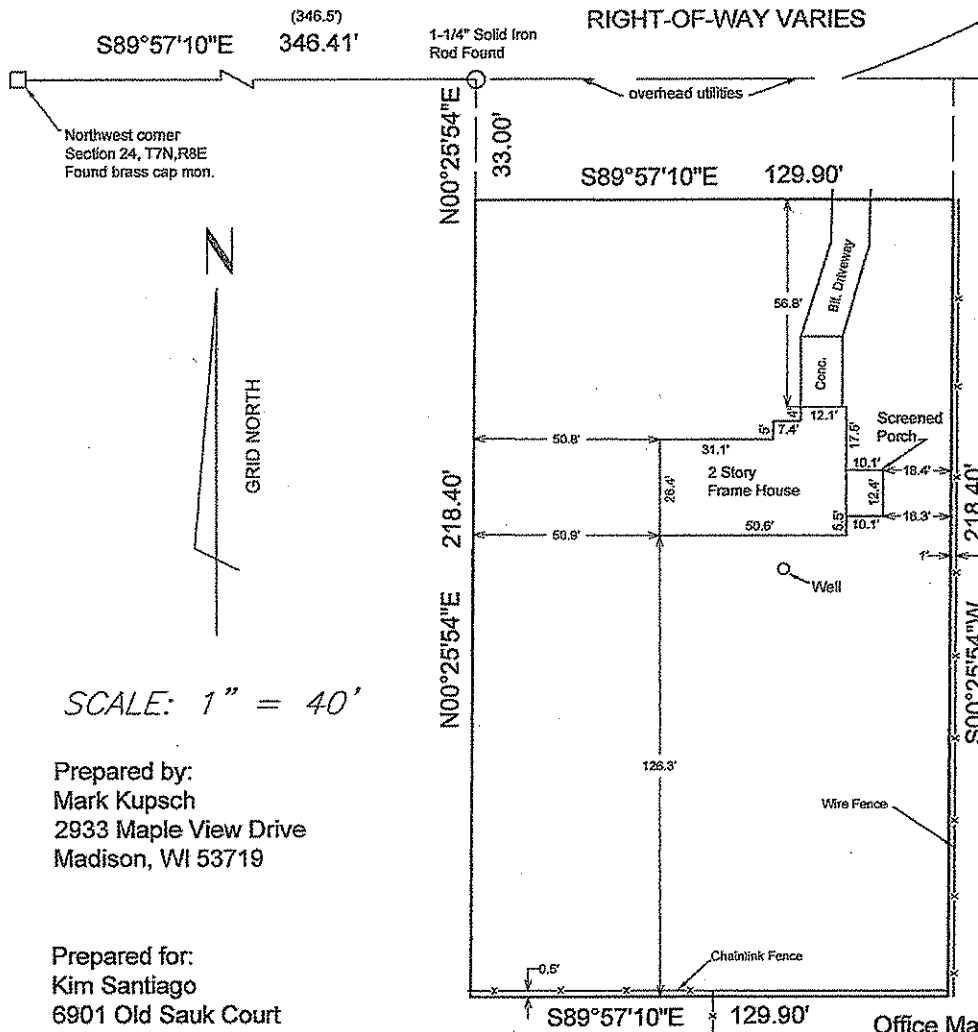 (346.5')
RIGHT-OF-WAY VARIES
S89°57'10"E 346.41'
1-1/4" Solid Iron
Rod Found
overhead utilities
Northwest corner
Section 24, T7N,R8E
Found brass cap mon.
N00°25'54"E
33.00'
S89°57'10"E 129.90'
N
GRID NORTH
56.8'
Bit. Driveway
Conc.
4'
12.1'
5'
7.4'
17.5'
Screened
Porch
50.8'
31.1'
10.1'
18.4'
26.4'
2 Story
Frame House
12.4'
50.9'
50.6'
5.5'
10.1'
18.3'
218.40'
218.40'
1'
Well
N00°25'54"E
S00°25'54"W
SCALE: 1" = 40'
126.3'
Prepared by:
Mark Kupsch
2933 Maple View Drive
Madison, WI 53719
Wire Fence
Prepared for:
Kim Santiago
6901 Old Sauk Court
0.5'
Chainlink Fence
S89°57'10"E 129.90'
Office Ma